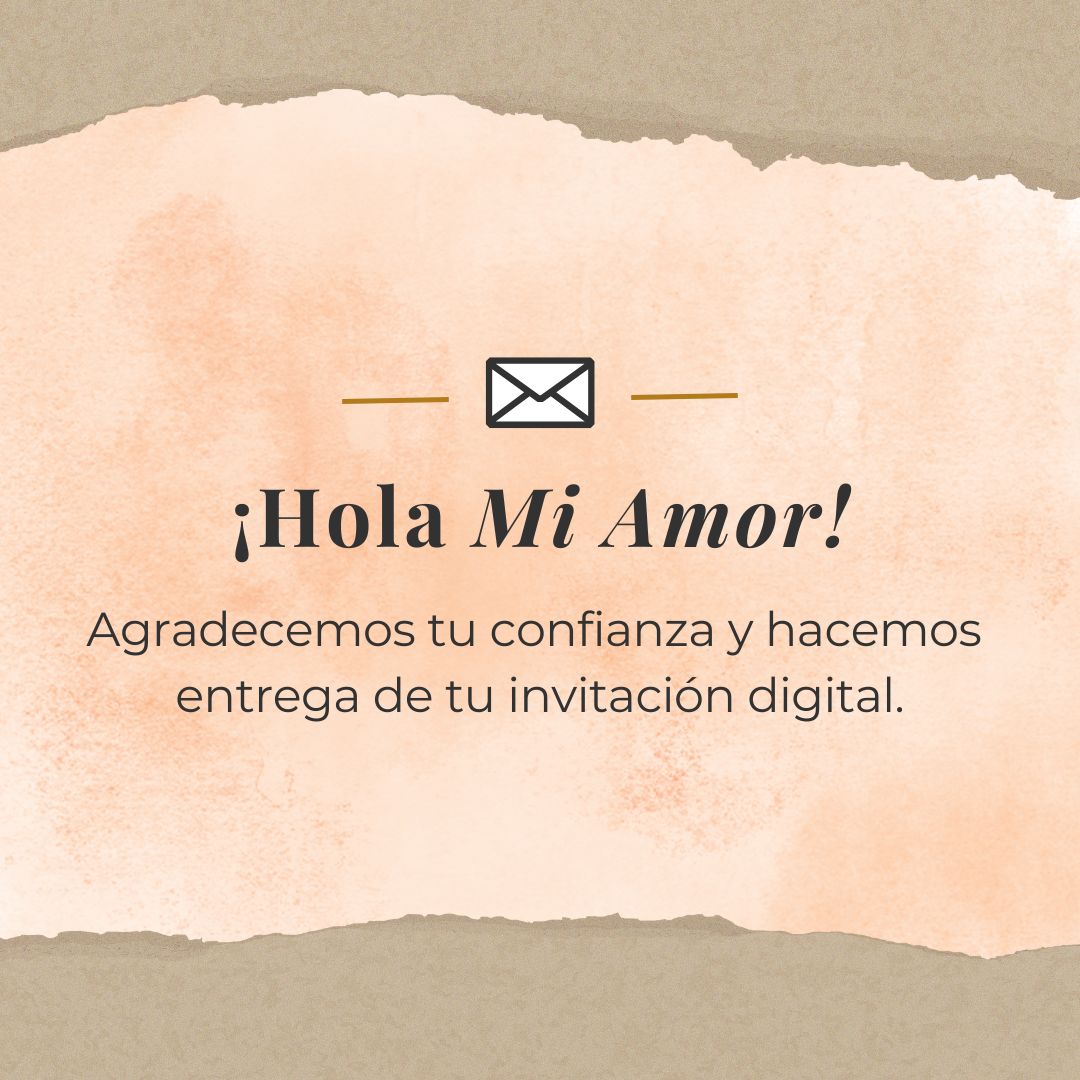 ¡Hola Mi Amor!
Agradecemos tu confianza y hacemos
entrega de tu invitación digital.